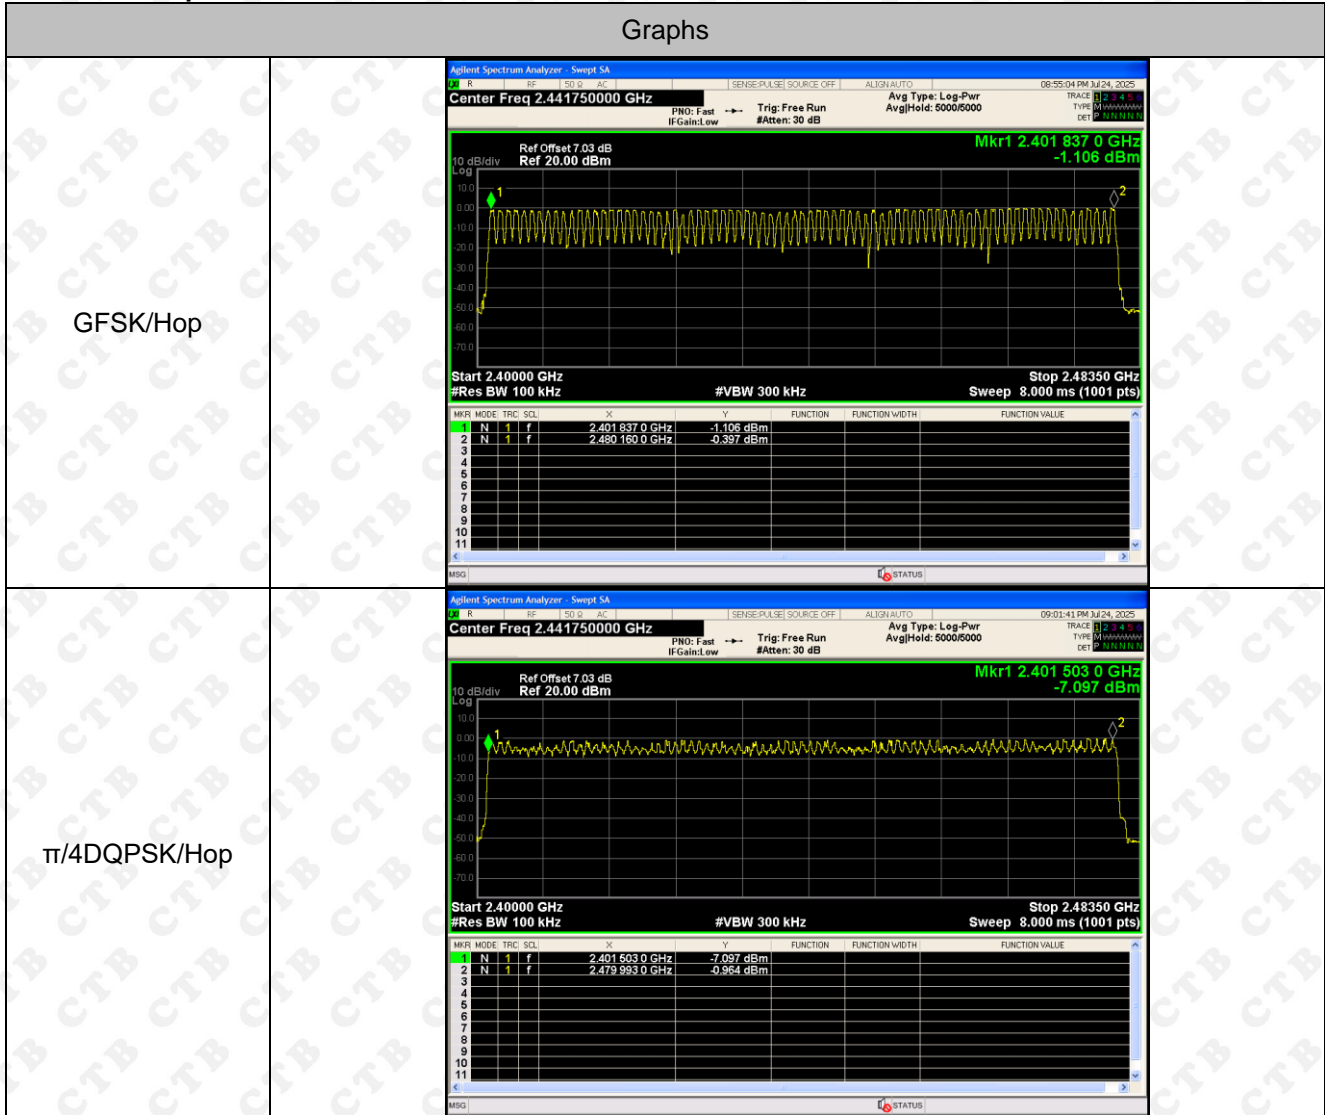 Graphs
GFSK/Hop
Agilent Spectrum Analyzer - Swept SA
R RF 50 Ω AC SENSE:PULSE SOURCE OFF ALIGN AUTO 08:55:04 PM Jul 24, 2025
Center Freq 2.441750000 GHz
PNO: Fast
IFGain:Low
Trig: Free Run
#Atten: 30 dB
Avg Type: Log-Pwr
Avg|Hold: 5000/5000
TRACE 1 2 3 4 5 6
TYPE M
DET P N N N N N
Mkr1 2.401 837 0 GHz
-1.106 dBm
Ref Offset 7.03 dB
10 dB/div Ref 20.00 dBm
Log
10.0
0.00
-10.0
-20.0
-30.0
-40.0
-50.0
-60.0
-70.0
1
2
Start 2.40000 GHz Stop 2.48350 GHz
#Res BW 100 kHz #VBW 300 kHz Sweep 8.000 ms (1001 pts)
MKR MODE TRC SCL X Y FUNCTION FUNCTION WIDTH FUNCTION VALUE
1 N 1 f 2.401 837 0 GHz -1.106 dBm
2 N 1 f 2.480 160 0 GHz -0.397 dBm
3
4
5
6
7
8
9
10
11
MSG STATUS
π/4DQPSK/Hop
Agilent Spectrum Analyzer - Swept SA
R RF 50 Ω AC SENSE:PULSE SOURCE OFF ALIGN AUTO 09:01:41 PM Jul 24, 2025
Center Freq 2.441750000 GHz
PNO: Fast
IFGain:Low
Trig: Free Run
#Atten: 30 dB
Avg Type: Log-Pwr
Avg|Hold: 5000/5000
TRACE 1 2 3 4 5 6
TYPE M
DET P N N N N N
Mkr1 2.401 503 0 GHz
-7.097 dBm
Ref Offset 7.03 dB
10 dB/div Ref 20.00 dBm
Log
10.0
0.00
-10.0
-20.0
-30.0
-40.0
-50.0
-60.0
-70.0
1
2
Start 2.40000 GHz Stop 2.48350 GHz
#Res BW 100 kHz #VBW 300 kHz Sweep 8.000 ms (1001 pts)
MKR MODE TRC SCL X Y FUNCTION FUNCTION WIDTH FUNCTION VALUE
1 N 1 f 2.401 503 0 GHz -7.097 dBm
2 N 1 f 2.479 993 0 GHz -0.964 dBm
3
4
5
6
7
8
9
10
11
MSG STATUS